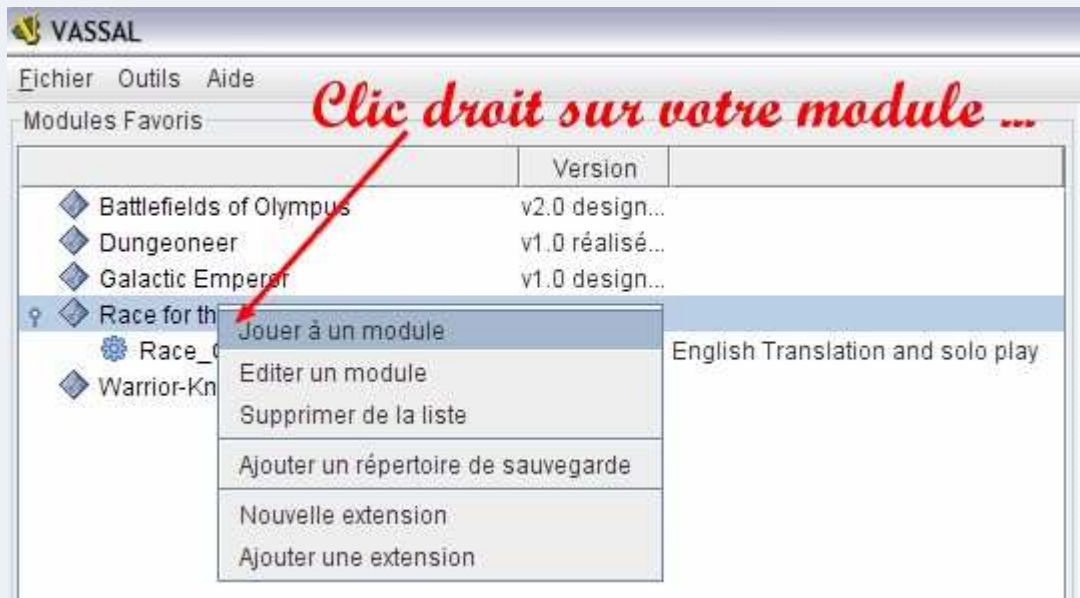 VASSAL
Fichier Outils Aide
Clic droit sur votre module ...
Modules Favoris
Version
Battlefields of Olympus v2.0 design...
Dungeoneer v1.0 réalisé...
Galactic Emperor v1.0 design...
Race for th
Jouer à un module
Race_ English Translation and solo play
Editer un module
Warrior-Kn
Supprimer de la liste
Ajouter un répertoire de sauvegarde
Nouvelle extension
Ajouter une extension